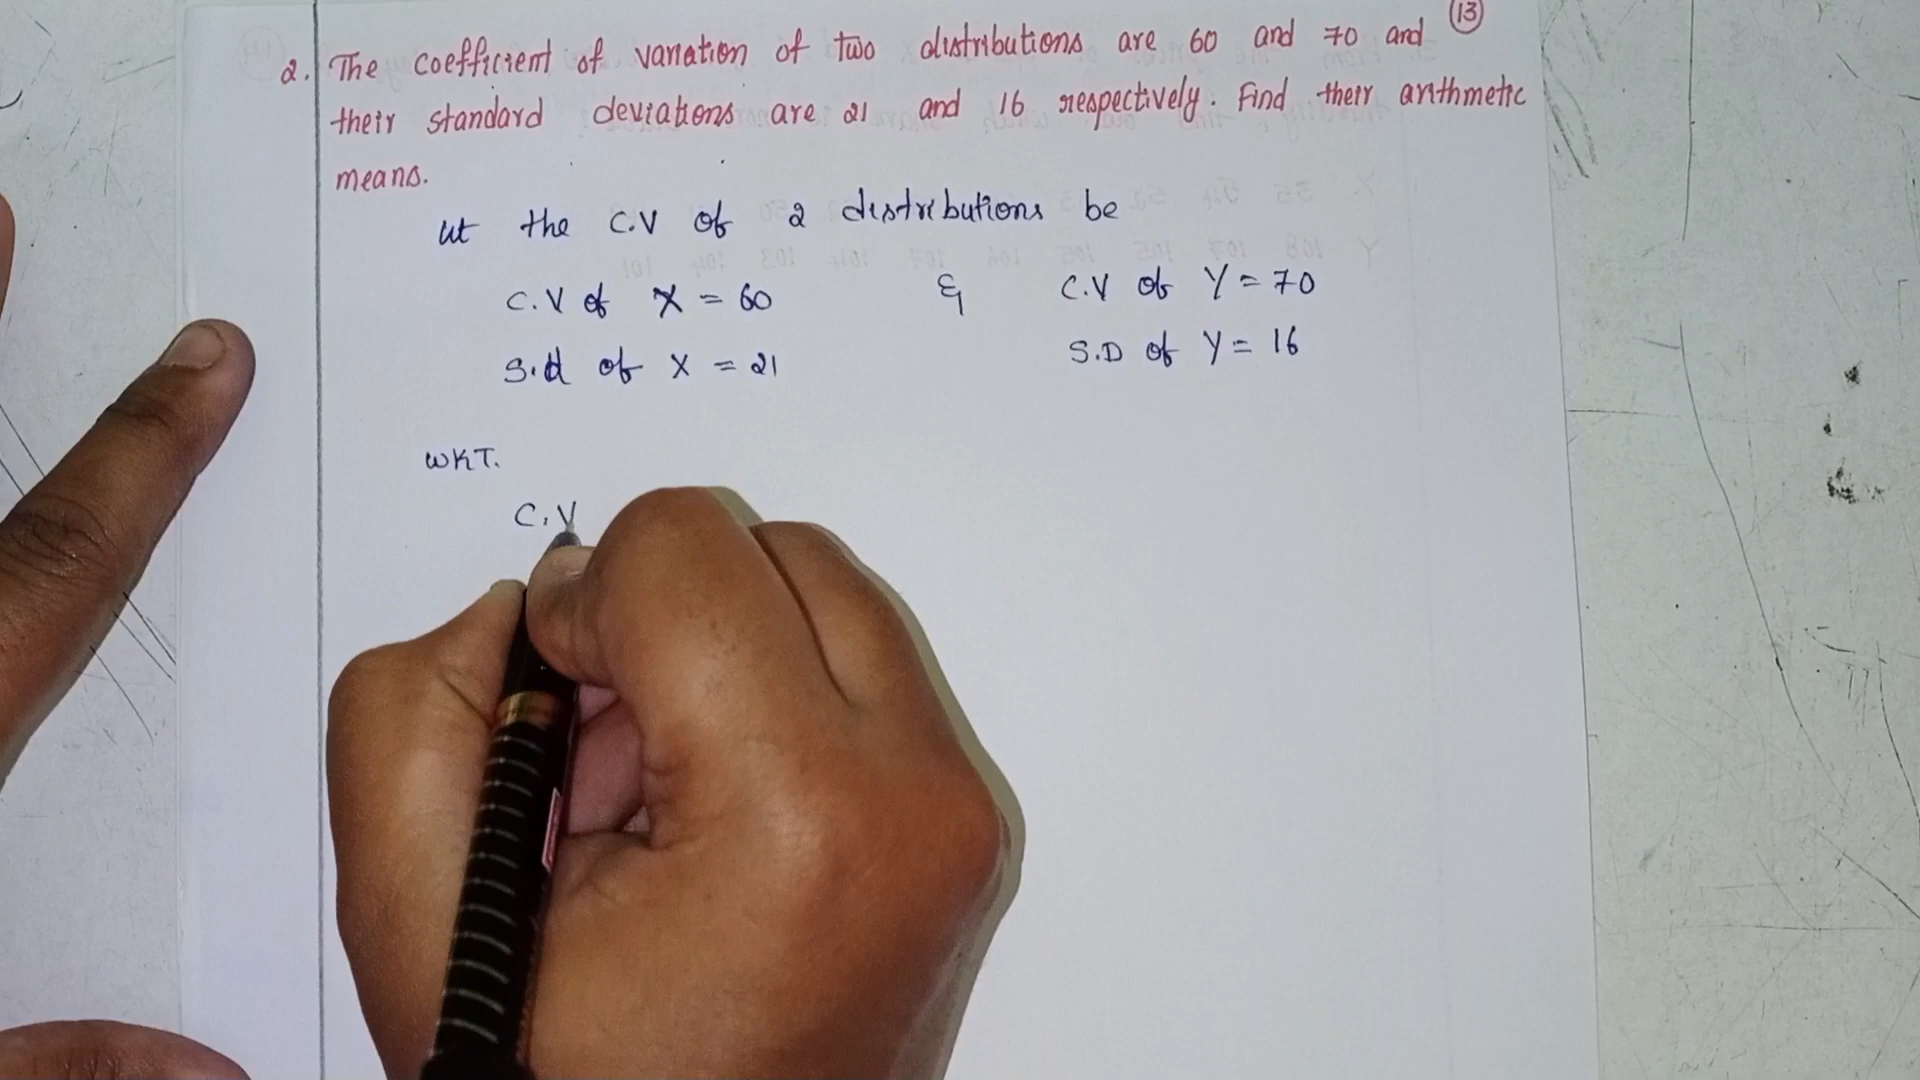 13
2. The coefficient of variation of two distributions are 60 and 70 and
their standard deviations are 21 and 16 respectively. Find their arithmetic
means.
Let the C.V of 2 distributions be
C.V of X = 60 & C.V of Y = 70
S.d of X = 21 S.D of Y = 16
WKT.
C.V